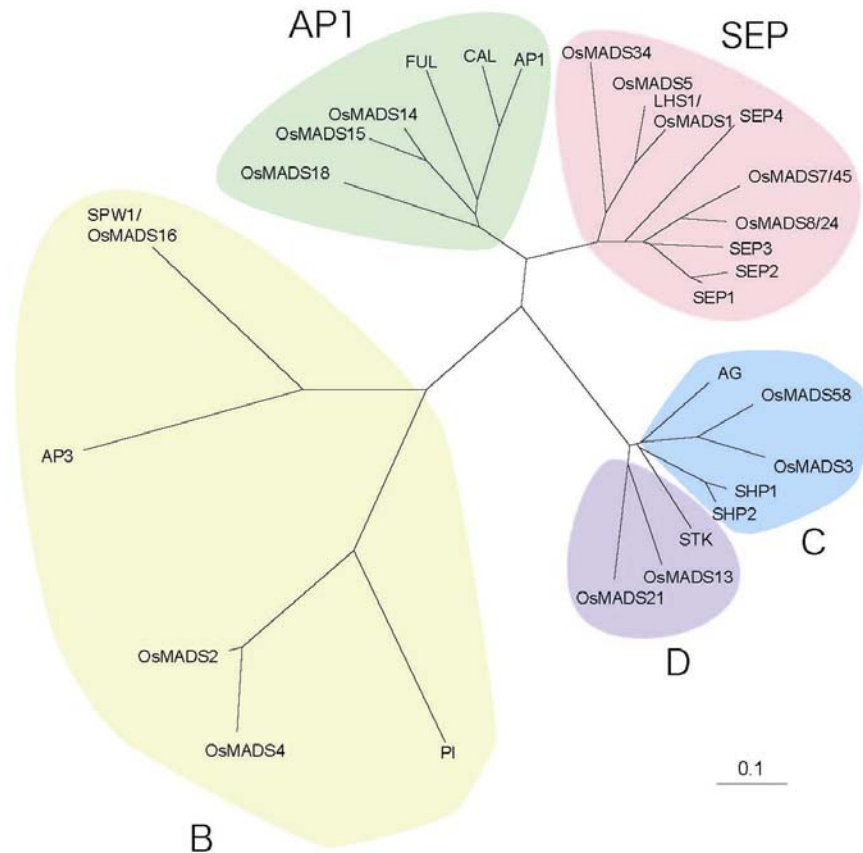 AP1
SEP
FUL
CAL
AP1
OsMADS14
OsMADS15
OsMADS18
OsMADS34
OsMADS5
LHS1/
OsMADS1
SEP4
OsMADS7/45
OsMADS8/24
SEP3
SEP2
SEP1
SPW1/
OsMADS16
AP3
OsMADS2
OsMADS4
PI
B
AG
OsMADS58
OsMADS3
SHP1
SHP2
C
STK
OsMADS13
OsMADS21
D
0.1